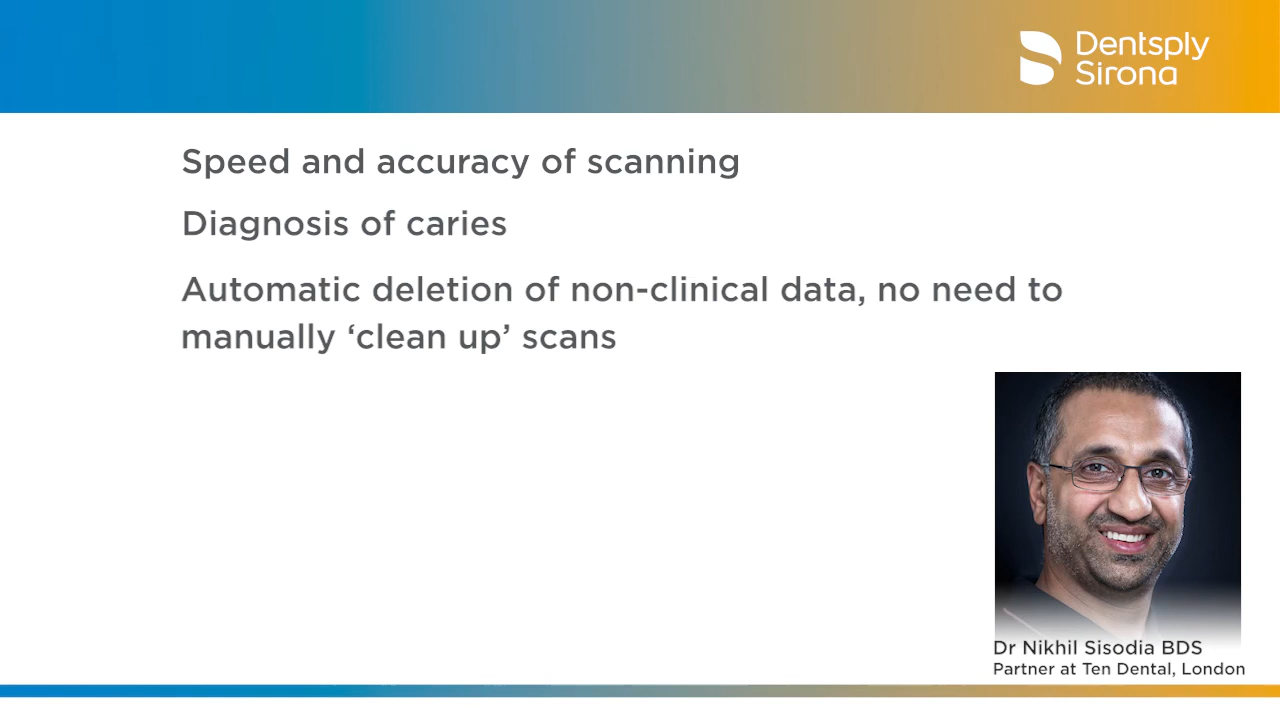 Dentsply
Sirona
Speed and accuracy of scanning
Diagnosis of caries
Automatic deletion of non-clinical data, no need to
manually ‘clean up’ scans
Dr Nikhil Sisodia BDS
Partner at Ten Dental, London